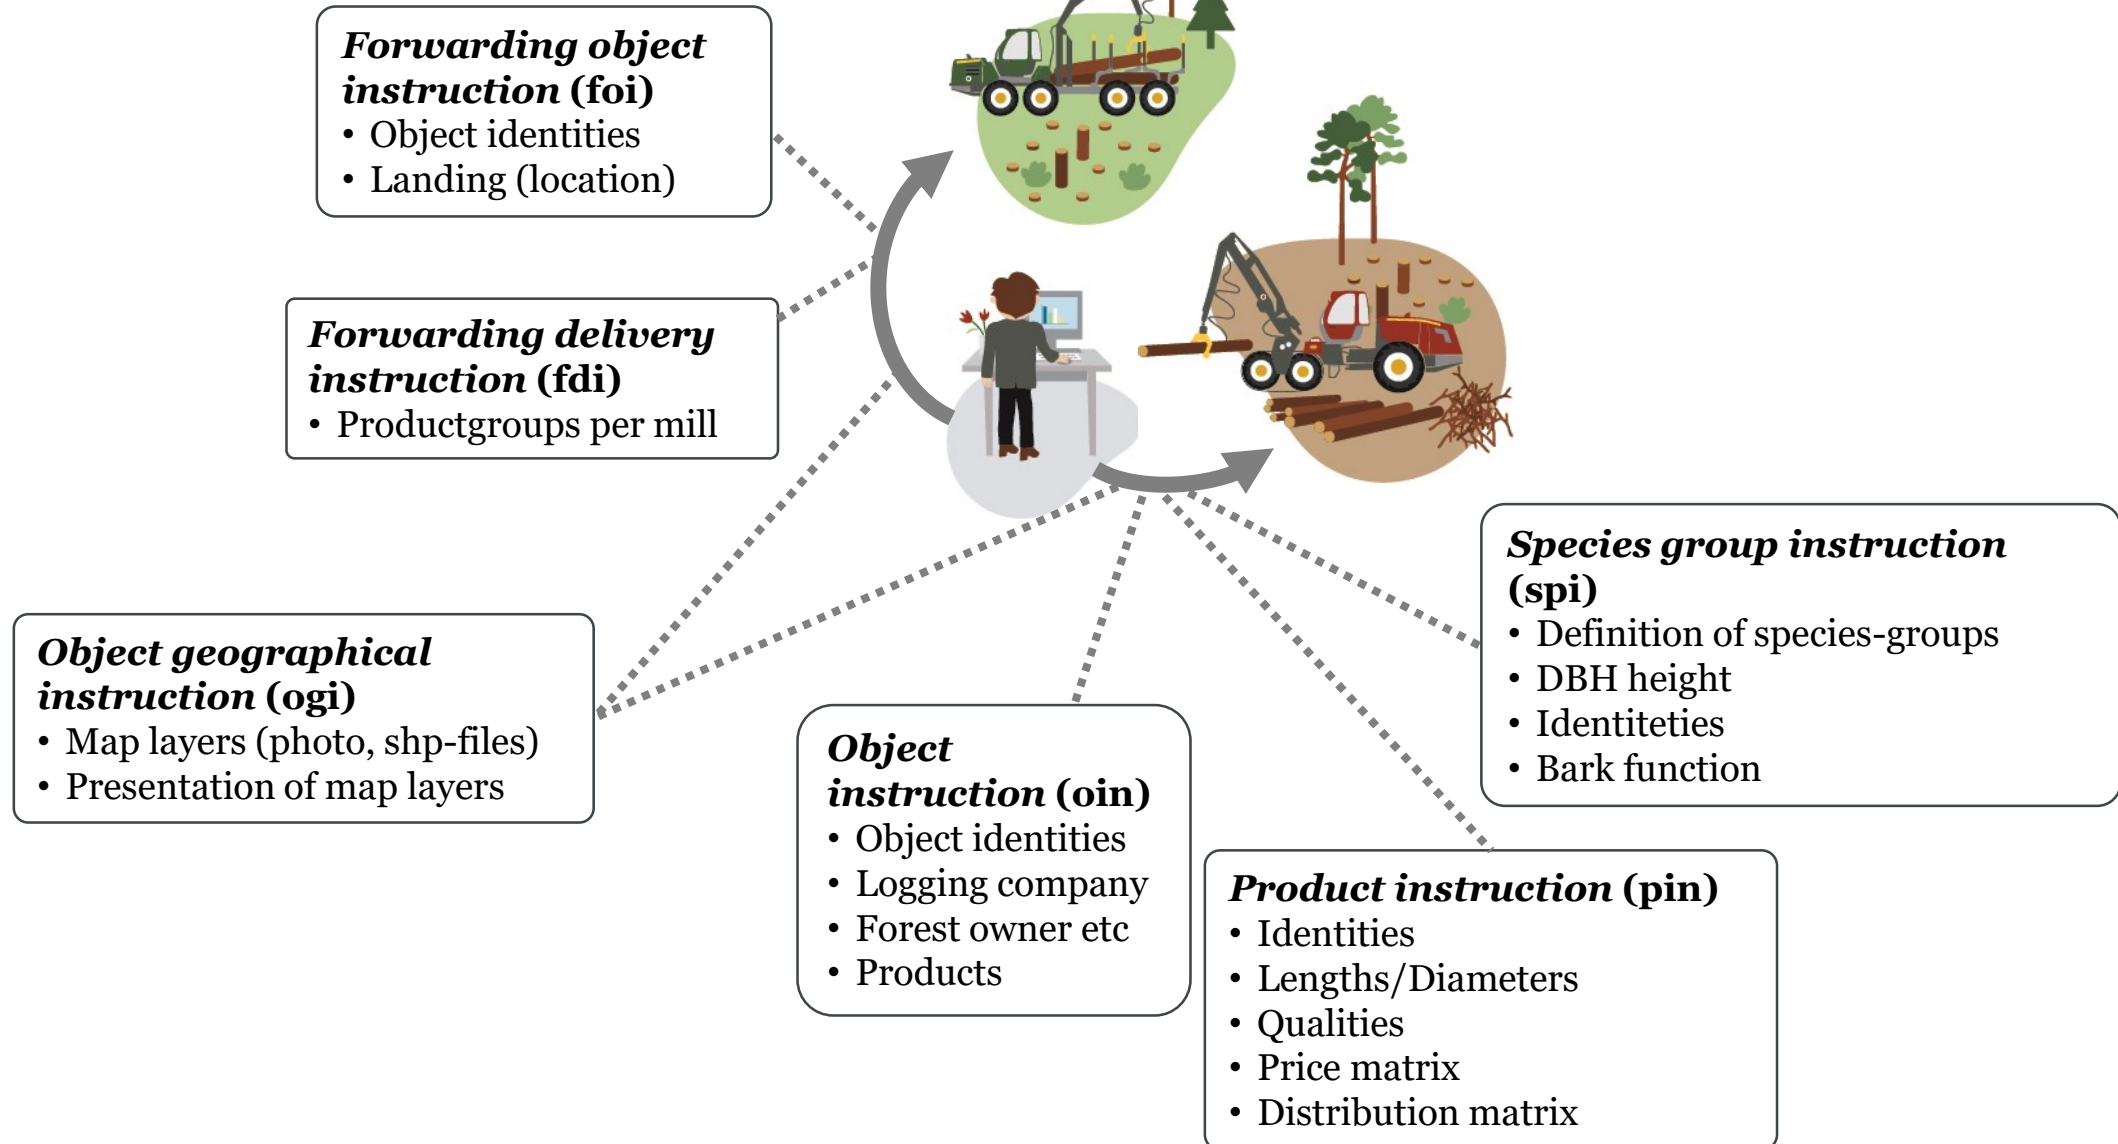 Forwarding object
instruction (foi)
• Object identities
• Landing (location)
Forwarding delivery
instruction (fdi)
• Productgroups per mill
Object geographical
instruction (ogi)
• Map layers (photo, shp-files)
• Presentation of map layers
Object
instruction (oin)
• Object identities
• Logging company
• Forest owner etc
• Products
Product instruction (pin)
• Identities
• Lengths/Diameters
• Qualities
• Price matrix
• Distribution matrix
Species group instruction
(spi)
• Definition of species-groups
• DBH height
• Identiteties
• Bark function